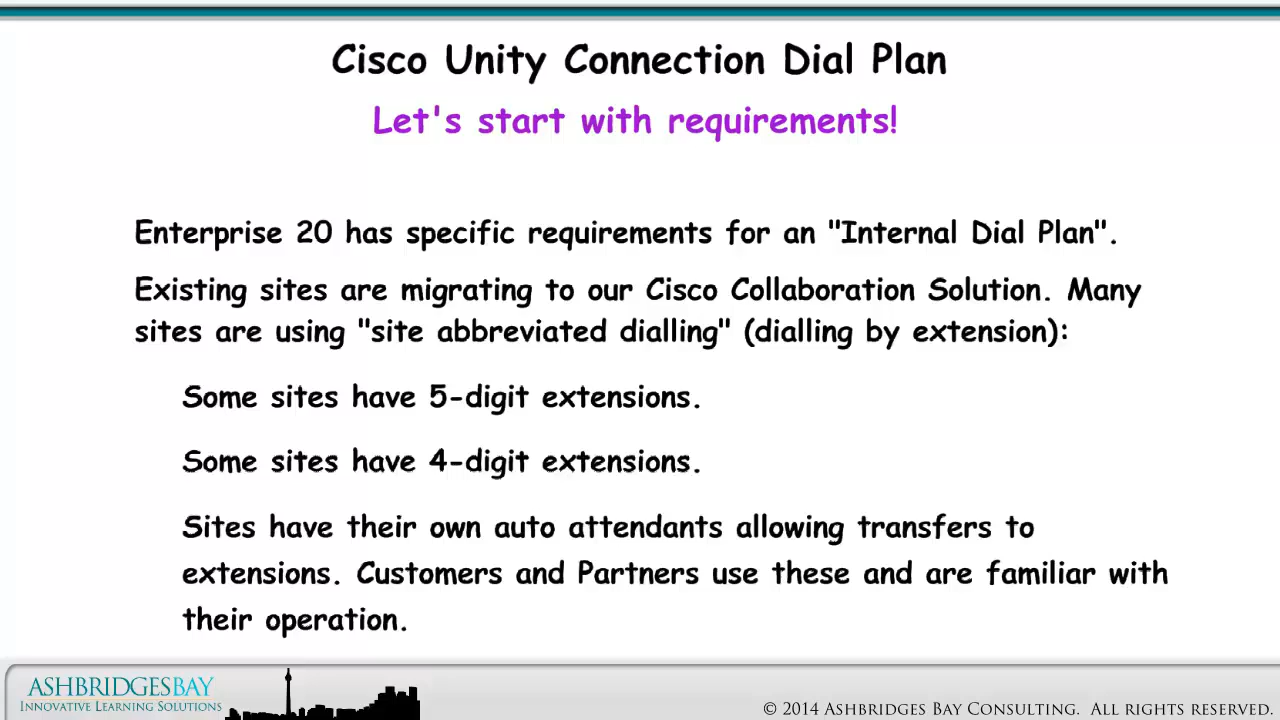 Cisco Unity Connection Dial Plan
Let's start with requirements!
Enterprise 20 has specific requirements for an "Internal Dial Plan".
Existing sites are migrating to our Cisco Collaboration Solution. Many
sites are using "site abbreviated dialling" (dialling by extension):
Some sites have 5-digit extensions.
Some sites have 4-digit extensions.
Sites have their own auto attendants allowing transfers to
extensions. Customers and Partners use these and are familiar with
their operation.
ASHBRIDGESBAY
INNOVATIVE LEARNING SOLUTIONS
© 2014 ASHBRIDGES BAY CONSULTING. ALL RIGHTS RESERVED.